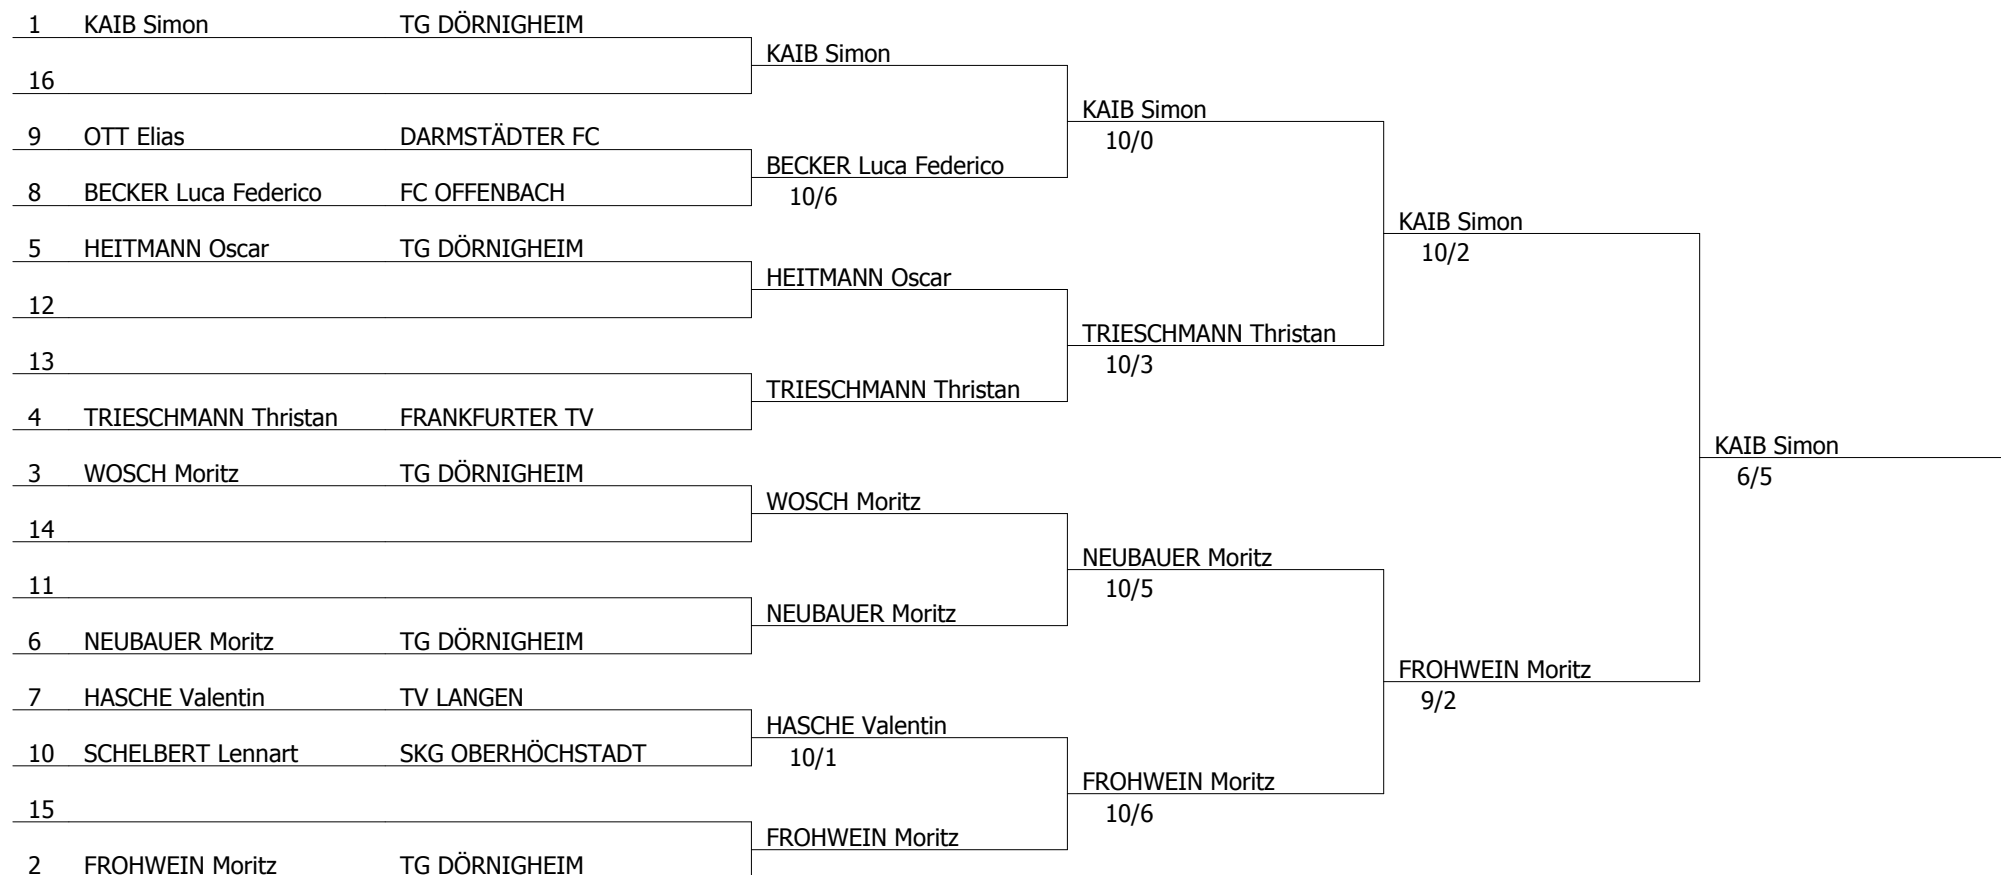 1 KAIB Simon TG DÖRNIGHEIM
KAIB Simon
16
KAIB Simon
9 OTT Elias DARMSTÄDTER FC
10/0
BECKER Luca Federico
8 BECKER Luca Federico FC OFFENBACH
10/6
KAIB Simon
5 HEITMANN Oscar TG DÖRNIGHEIM
10/2
HEITMANN Oscar
12
TRIESCHMANN Thristan
13
10/3
TRIESCHMANN Thristan
4 TRIESCHMANN Thristan FRANKFURTER TV
KAIB Simon
3 WOSCH Moritz TG DÖRNIGHEIM
6/5
WOSCH Moritz
14
NEUBAUER Moritz
11
10/5
NEUBAUER Moritz
6 NEUBAUER Moritz TG DÖRNIGHEIM
FROHWEIN Moritz
7 HASCHE Valentin TV LANGEN
9/2
HASCHE Valentin
10 SCHELBERT Lennart SKG OBERHÖCHSTADT
10/1
FROHWEIN Moritz
15
10/6
FROHWEIN Moritz
2 FROHWEIN Moritz TG DÖRNIGHEIM